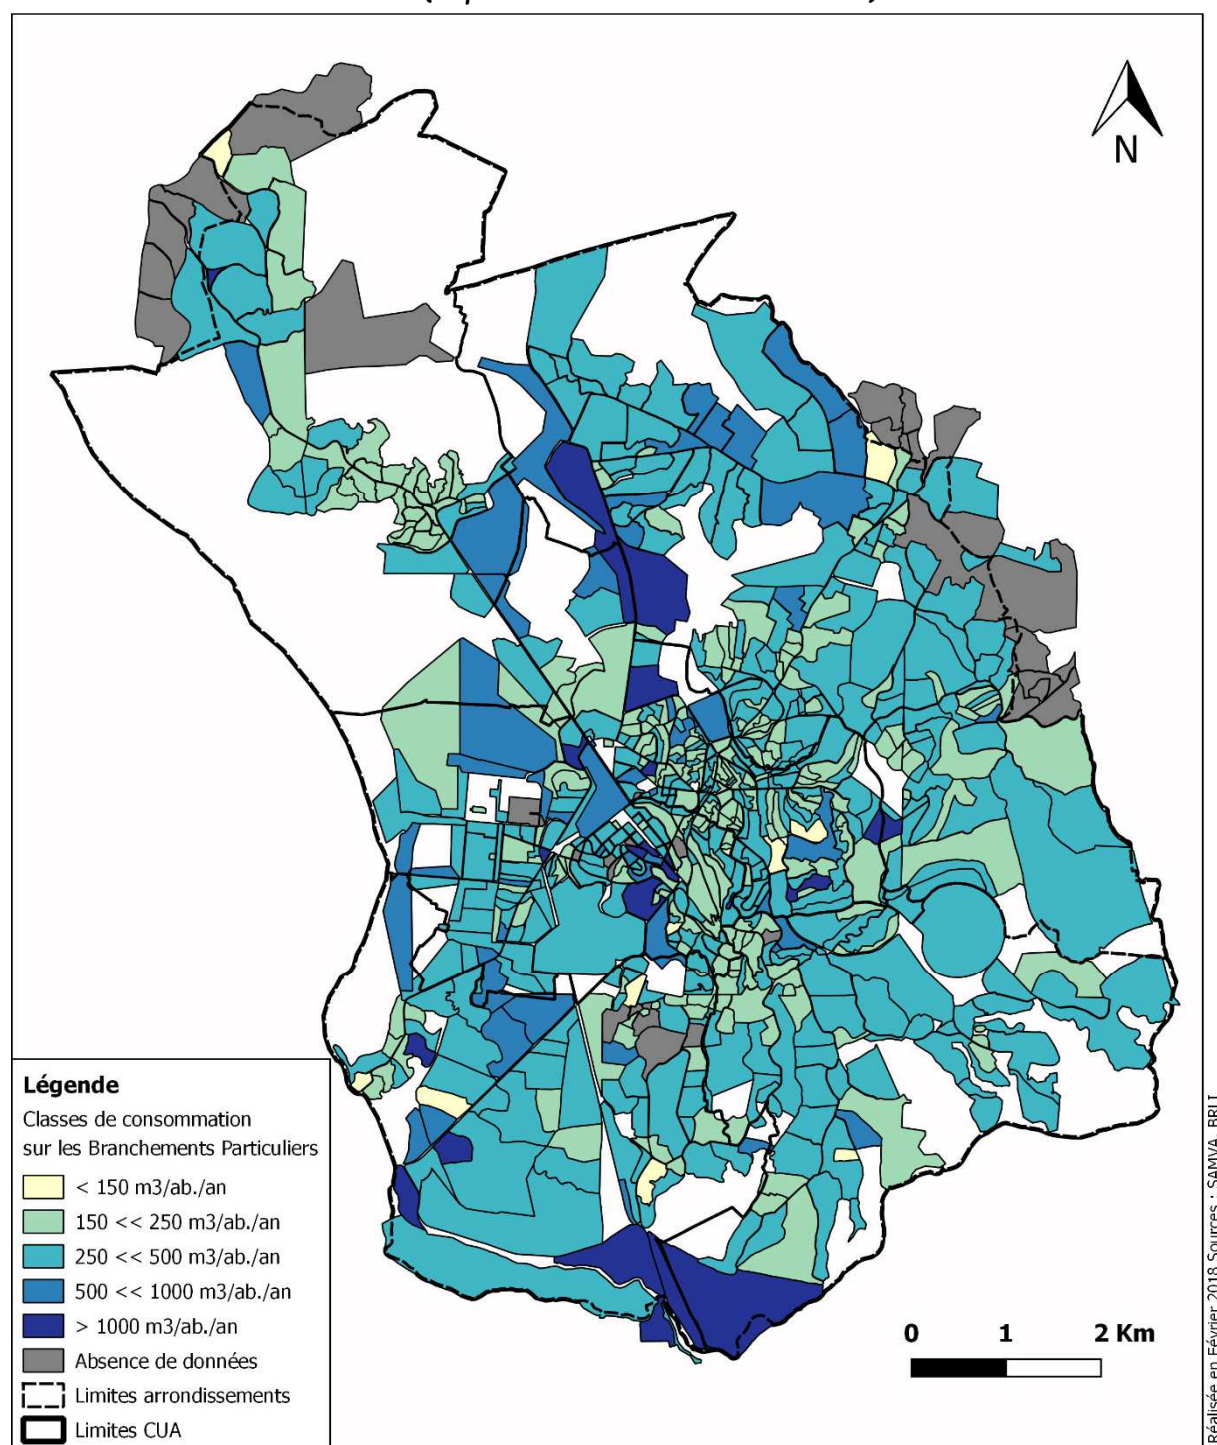 N
Légende
Classes de consommation
sur les Branchements Particuliers
< 150 m3/ab./an
150 << 250 m3/ab./an
250 << 500 m3/ab./an
500 << 1000 m3/ab./an
> 1000 m3/ab./an
Absence de données
Limites arrondissements
Limites CUA
0 1 2 Km
Réalisée en Février 2018 Sources : SAMVA, BRLI